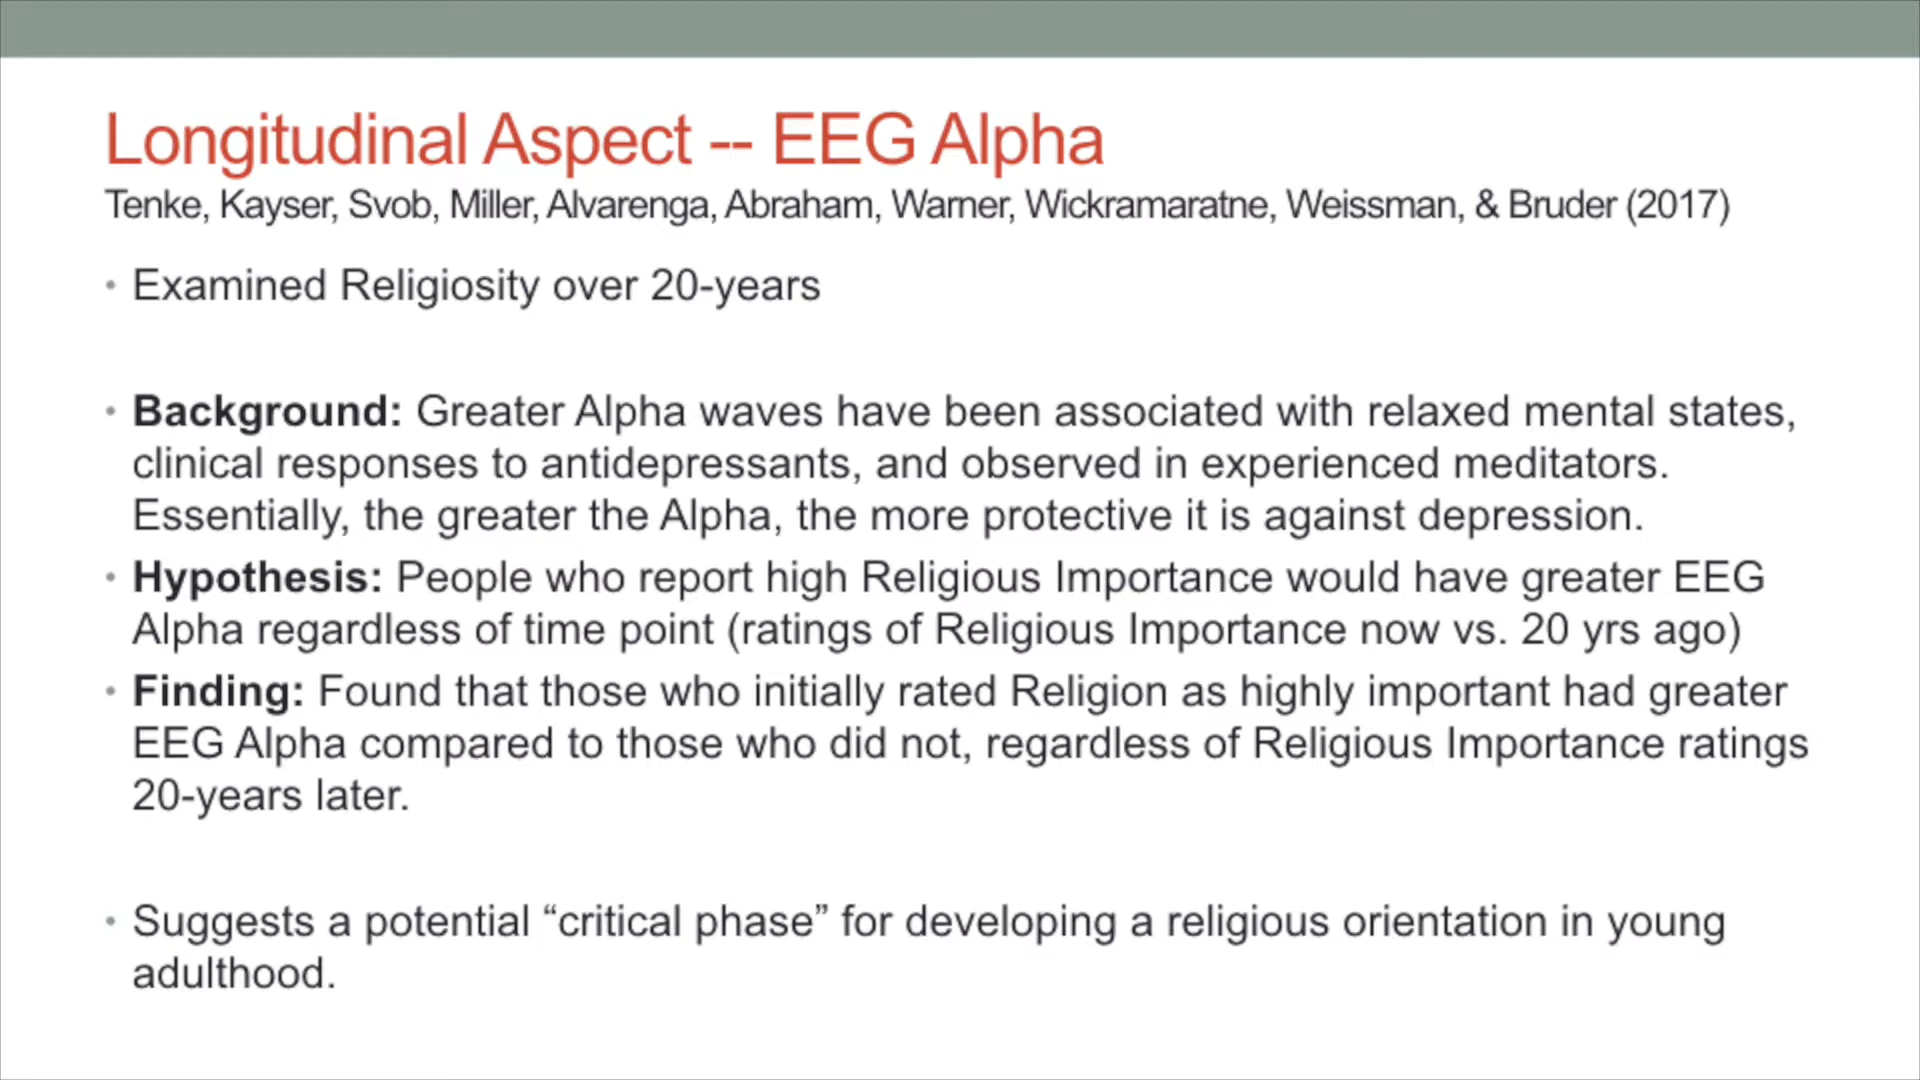 Longitudinal Aspect -- EEG Alpha
Tenke, Kayser, Svob, Miller, Alvarenga, Abraham, Warner, Wickramaratne, Weissman, & Bruder (2017)
• Examined Religiosity over 20-years
• Background: Greater Alpha waves have been associated with relaxed mental states,
clinical responses to antidepressants, and observed in experienced meditators.
Essentially, the greater the Alpha, the more protective it is against depression.
• Hypothesis: People who report high Religious Importance would have greater EEG
Alpha regardless of time point (ratings of Religious Importance now vs. 20 yrs ago)
• Finding: Found that those who initially rated Religion as highly important had greater
EEG Alpha compared to those who did not, regardless of Religious Importance ratings
20-years later.
• Suggests a potential “critical phase” for developing a religious orientation in young
adulthood.